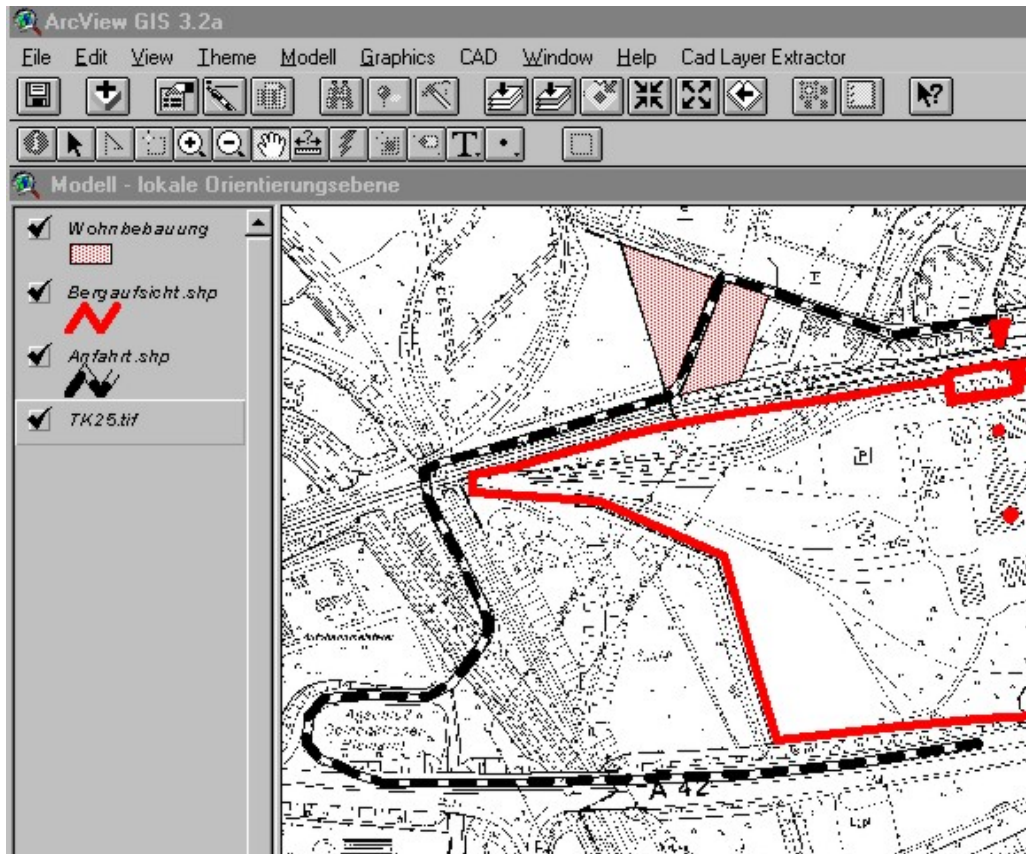 ArcView GIS 3.2a
File Edit View Theme Modell Graphics CAD Window Help Cad Layer Extractor
T
Modell - lokale Orientierungsebene
Wohnbebauung
Bergaufsicht.shp
Anfahrt.shp
TK25.tif
A 42